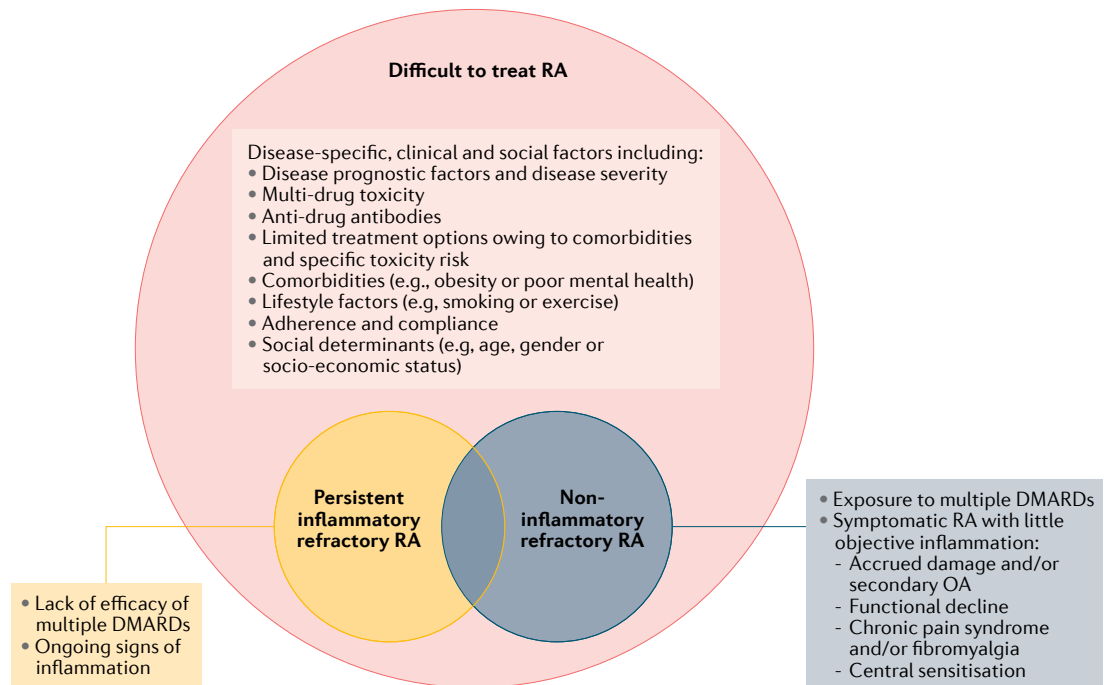 Difficult to treat RA
Disease-specific, clinical and social factors including:
• Disease prognostic factors and disease severity
• Multi-drug toxicity
• Anti-drug antibodies
• Limited treatment options owing to comorbidities
and specific toxicity risk
• Comorbidities (e.g., obesity or poor mental health)
• Lifestyle factors (e.g, smoking or exercise)
• Adherence and compliance
• Social determinants (e.g, age, gender or
socio-economic status)
Persistent
inflammatory
refractory RA
Non-
inflammatory
refractory RA
• Lack of efficacy of
multiple DMARDs
• Ongoing signs of
inflammation
• Exposure to multiple DMARDs
• Symptomatic RA with little
objective inflammation:
- Accrued damage and/or
secondary OA
- Functional decline
- Chronic pain syndrome
and/or fibromyalgia
- Central sensitisation